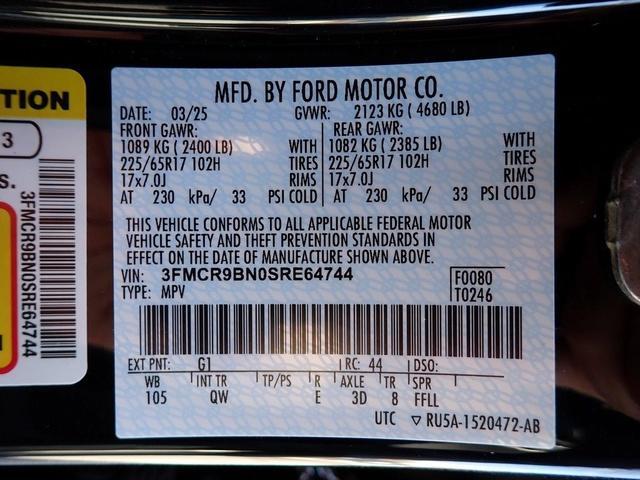 TION
3
S.
3FMCR9BN0SRE64744
MFD. BY FORD MOTOR CO.
DATE: 03/25 GVWR: 2123 KG ( 4680 LB)
FRONT GAWR: REAR GAWR:
1089 KG ( 2400 LB) WITH 1082 KG ( 2385 LB) WITH
225/65R17 102H TIRES 225/65R17 102H TIRES
17x7.0J RIMS 17x7.0J RIMS
AT 230 kPa/ 33 PSI COLD AT 230 kPa/ 33 PSI COLD
THIS VEHICLE CONFORMS TO ALL APPLICABLE FEDERAL MOTOR
VEHICLE SAFETY AND THEFT PREVENTION STANDARDS IN
EFFECT ON THE DATE OF MANUFACTURE SHOWN ABOVE.
VIN: 3FMCR9BN0SRE64744 F0080
TYPE: MPV T0246
EXT PNT: G1 RC: 44 DSO:
WB INT TR TP/PS R AXLE TR SPR
105 QW E 3D 8 FFLL
UTC ▽ RU5A-1520472-AB